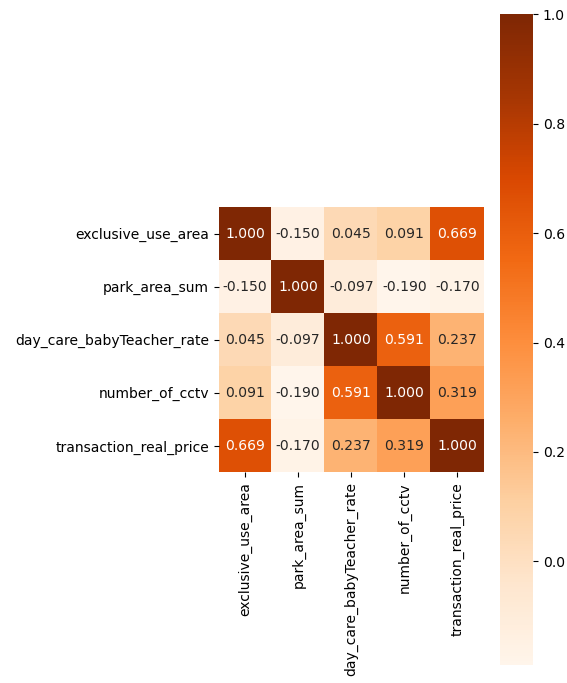 exclusive_use_area 1.000 -0.150 0.045 0.091 0.669
park_area_sum -0.150 1.000 -0.097 -0.190 -0.170
day_care_babyTeacher_rate 0.045 -0.097 1.000 0.591 0.237
number_of_cctv 0.091 -0.190 0.591 1.000 0.319
transaction_real_price 0.669 -0.170 0.237 0.319 1.000
exclusive_use_area
park_area_sum
day_care_babyTeacher_rate
number_of_cctv
transaction_real_price
1.0
0.8
0.6
0.4
0.2
0.0